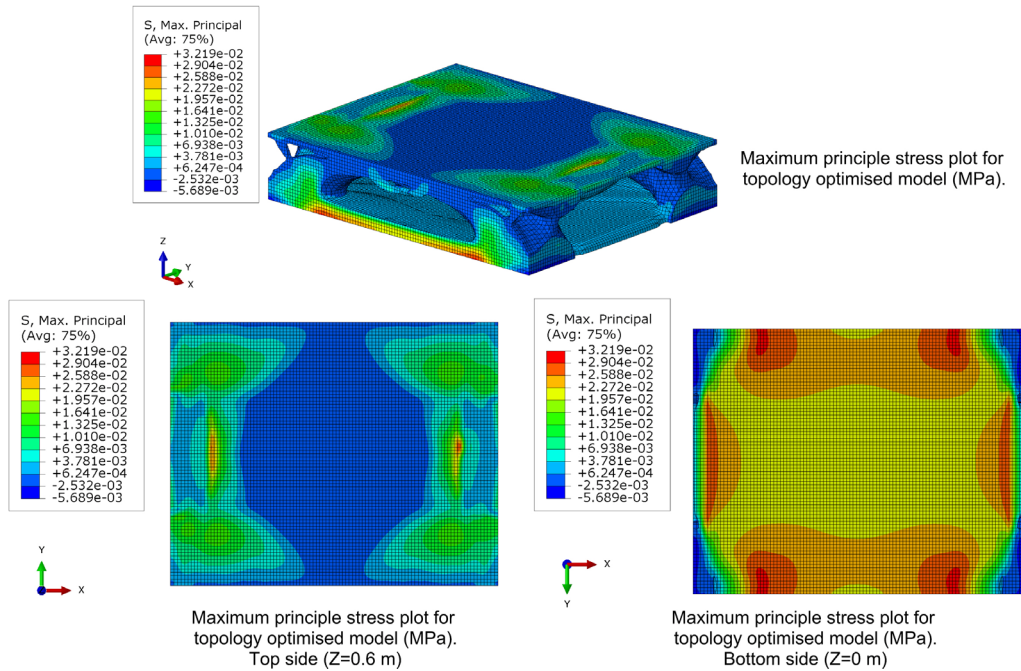 S, Max. Principal
(Avg: 75%)
+3.219e-02
+2.904e-02
+2.588e-02
+2.272e-02
+1.957e-02
+1.641e-02
+1.325e-02
+1.010e-02
+6.938e-03
+3.781e-03
+6.247e-04
-2.532e-03
-5.689e-03
Maximum principle stress plot for
topology optimised model (MPa).
Z
Y
X
S, Max. Principal
(Avg: 75%)
+3.219e-02
+2.904e-02
+2.588e-02
+2.272e-02
+1.957e-02
+1.641e-02
+1.325e-02
+1.010e-02
+6.938e-03
+3.781e-03
+6.247e-04
-2.532e-03
-5.689e-03
Y
X
Maximum principle stress plot for
topology optimised model (MPa).
Top side (Z=0.6 m)
S, Max. Principal
(Avg: 75%)
+3.219e-02
+2.904e-02
+2.588e-02
+2.272e-02
+1.957e-02
+1.641e-02
+1.325e-02
+1.010e-02
+6.938e-03
+3.781e-03
+6.247e-04
-2.532e-03
-5.689e-03
X
Y
Maximum principle stress plot for
topology optimised model (MPa).
Bottom side (Z=0 m)